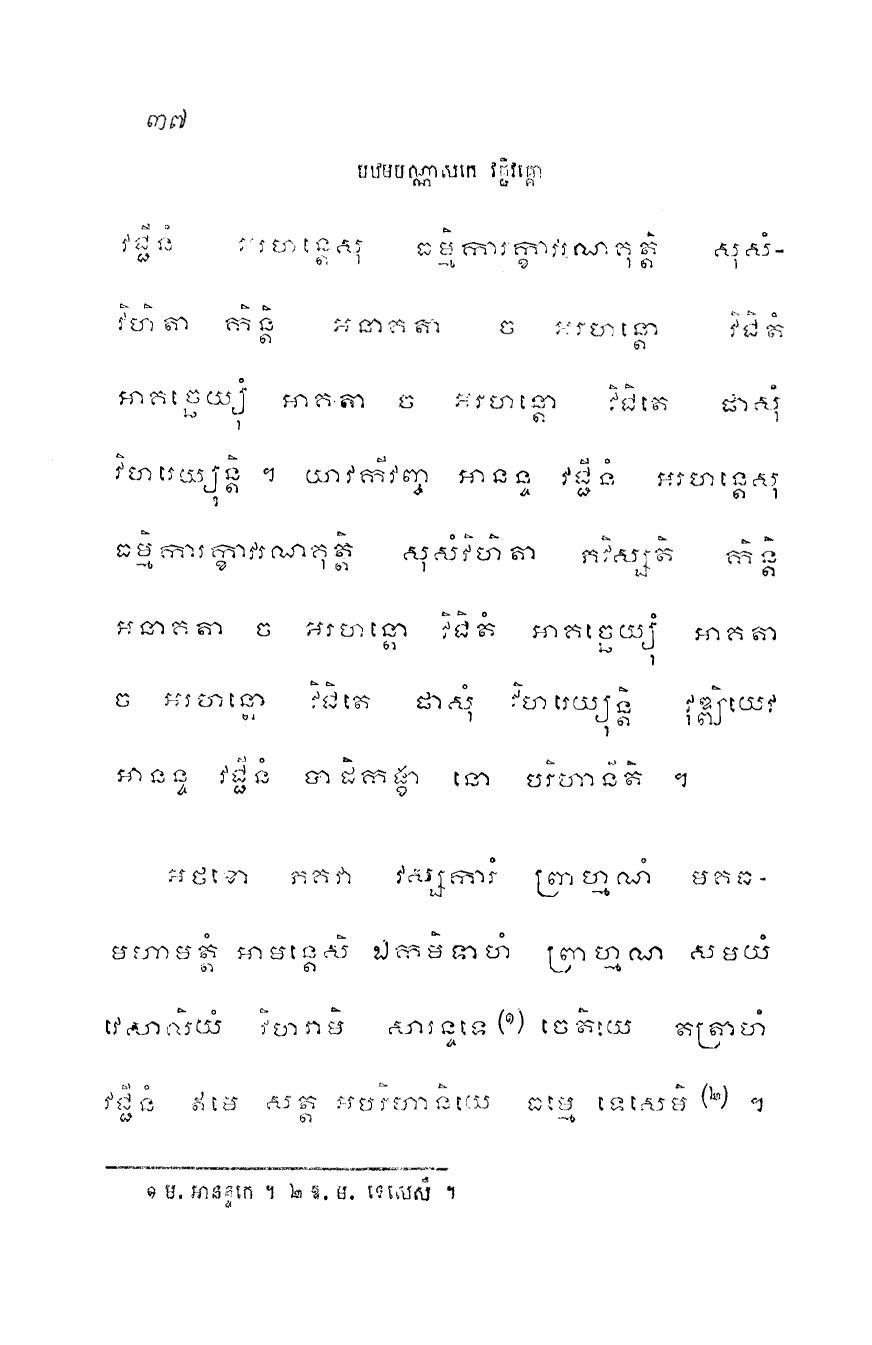 ៣៧
បឋមបណ្ណាសកេ វជ្ជីវគ្គោ
វជ្ជីនំ អរហន្តេសុ ធម្មិការក្ខាវរណគុត្តិ សុសំ-
វិហិតា កិន្តិ អនាគតា ច អរហន្តោ វិជិតំ
អាគច្ឆេយ្យុំ អាគតា ច អរហន្តោ វិជិតេ ផាសុំ
វិហរេយ្យុន្តិ ។ យាវកីវញ្ច អានន្ទ វជ្ជីនំ អរហន្តេសុ
ធម្មិការក្ខាវរណគុត្តិ សុសំវិហិតា ភវិស្សតិ កិន្តិ
អនាគតា ច អរហន្តោ វិជិតំ អាគច្ឆេយ្យុំ អាគតា
ច អរហន្តោ វិជិតេ ផាសុំ វិហរេយ្យុន្តិ វុឌ្ឍិយេវ
អានន្ទ វជ្ជីនំ បាដិកង្ខា នោ បរិហានីតិ ។
អថខោ ភគវា វស្សការំ ព្រាហ្មណំ មគធ-
មហាមត្តំ អាមន្តេសិ ឯកមិទាហំ ព្រាហ្មណ សមយំ
វេសាលិយំ វិហរាមិ សារន្ទទេ (១) ចេតិយេ តត្រាហំ
វជ្ជីនំ ឥមេ សត្ត អបរិហានិយេ ធម្មេ ទេសេមិ (២) ។
១ ម. អានន្ទកេ ។ ២ ឱ. ម. ទេសេសឹ ។